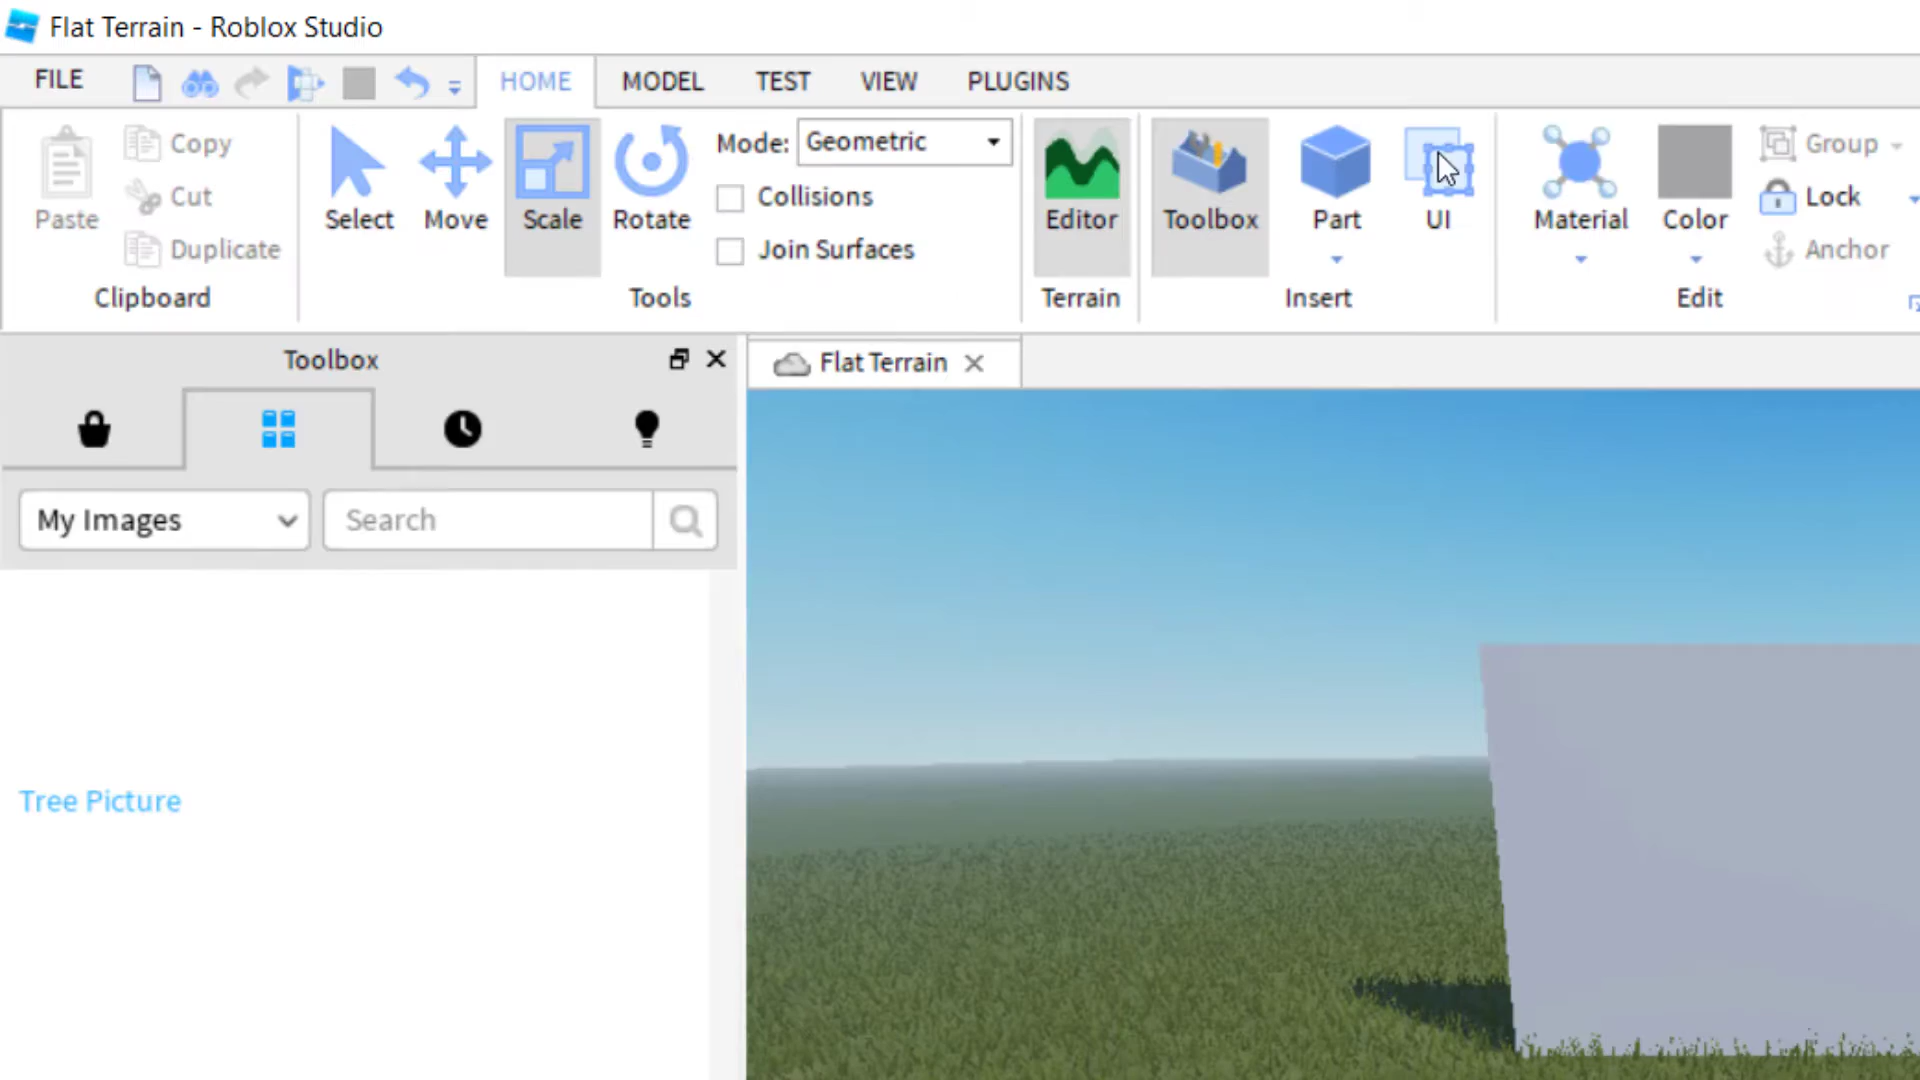 Flat Terrain - Roblox Studio
FILE HOME MODEL TEST VIEW PLUGINS
Paste Copy Cut Duplicate
Clipboard
Select Move Scale Rotate
Mode: Geometric
Collisions
Join Surfaces
Tools
Editor
Terrain
Toolbox Part UI
Insert
Material Color Group Lock Anchor
Edit
Toolbox
Flat Terrain
My Images Search
Tree Picture